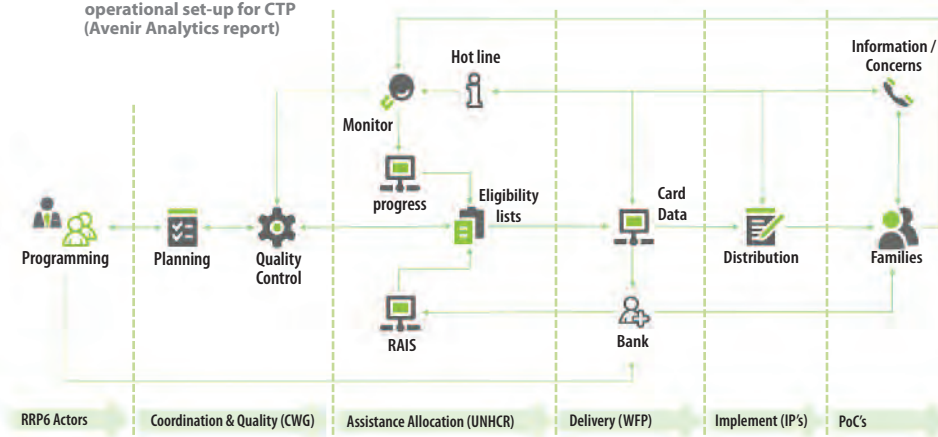 operational set-up for CTP
(Avenir Analytics report)
Information /
Concerns
Hot line
Monitor
progress
Eligibility
lists
Card
Data
Programming
Planning
Quality
Control
Distribution
Families
RAIS
Bank
RRP6 Actors
Coordination & Quality (CWG)
Assistance Allocation (UNHCR)
Delivery (WFP)
Implement (IP's)
PoC's